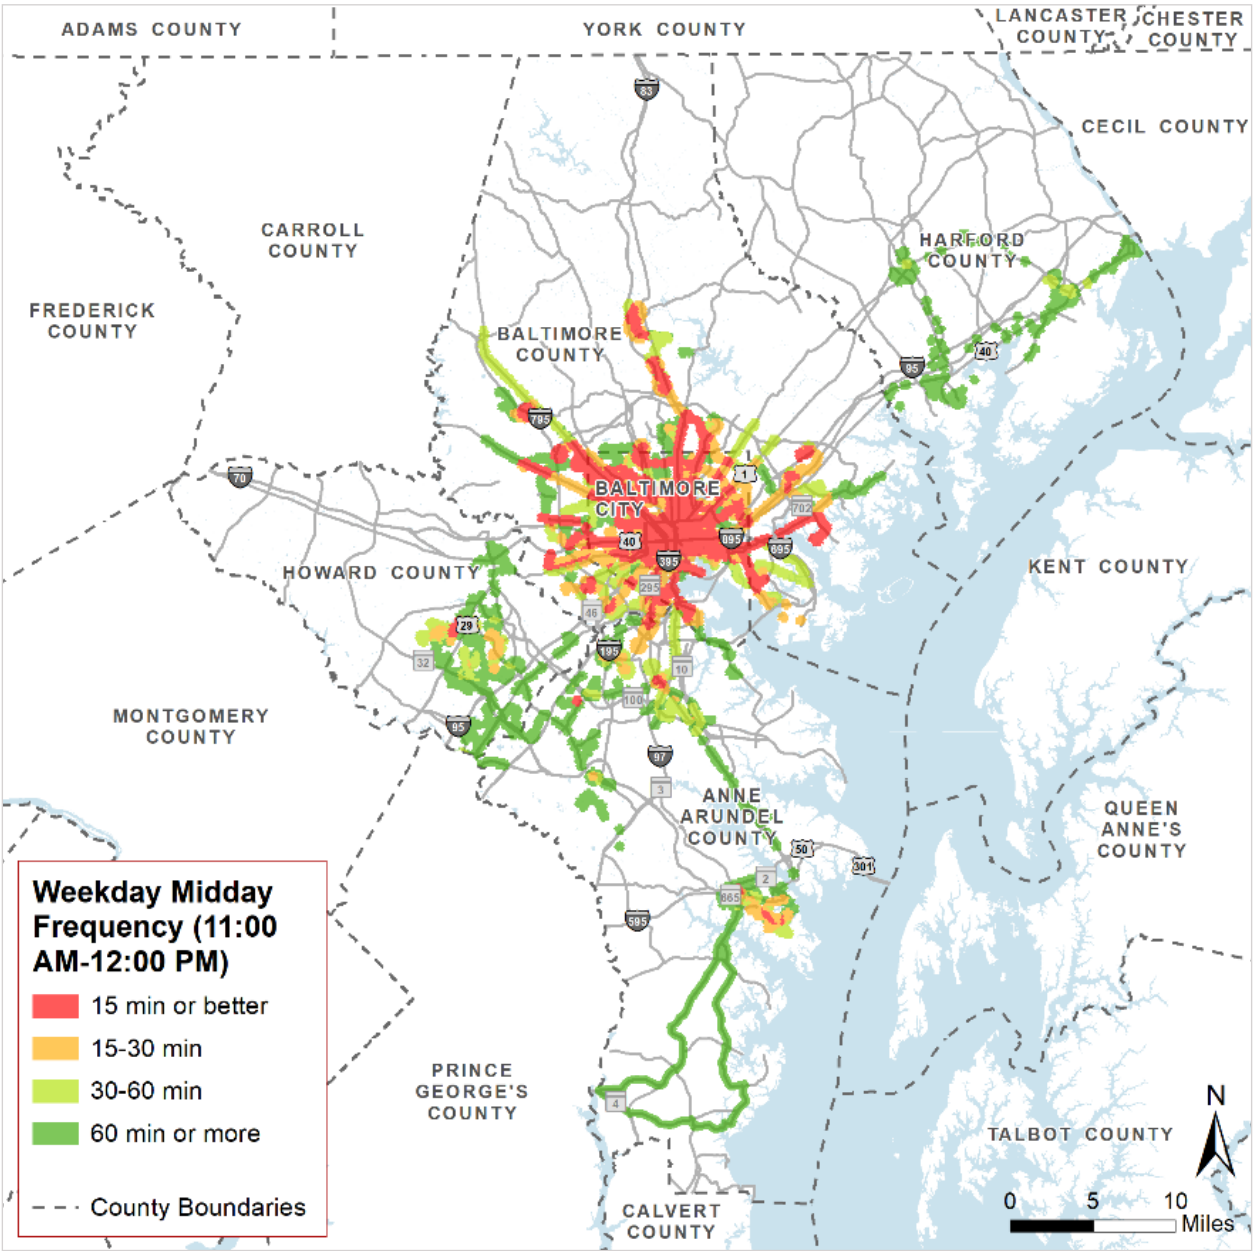 ADAMS COUNTY
YORK COUNTY
LANCASTER
COUNTY
CHESTER
COUNTY
83
CECIL COUNTY
CARROLL
COUNTY
HARFORD
COUNTY
FREDERICK
COUNTY
BALTIMORE
COUNTY
40
95
795
70
1
BALTIMORE
CITY
702
40
895
695
395
HOWARD COUNTY
KENT COUNTY
295
46
29
195
32
10
100
MONTGOMERY
COUNTY
95
97
3
ANNE
ARUNDEL
COUNTY
QUEEN
ANNE'S
COUNTY
50
301
2
665
595
Weekday Midday
Frequency (11:00
AM-12:00 PM)
15 min or better
15-30 min
30-60 min
60 min or more
County Boundaries
PRINCE
GEORGE'S
COUNTY
4
TALBOT COUNTY
CALVERT
COUNTY
N
0 5 10
Miles